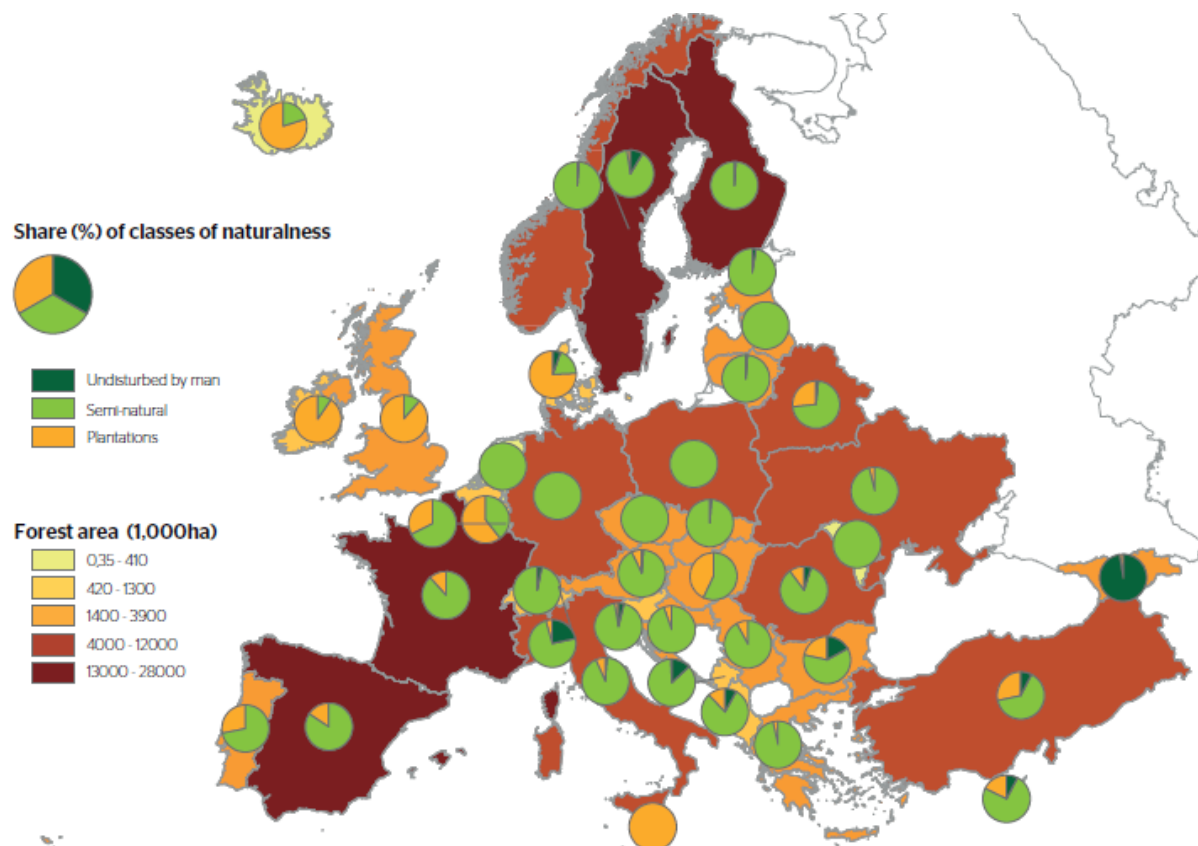 Share (%) of classes of naturalness
Undisturbed by man
Semi-natural
Plantations
Forest area (1,000ha)
0,35 - 410
420 - 1300
1400 - 3900
4000 - 12000
13000 - 28000